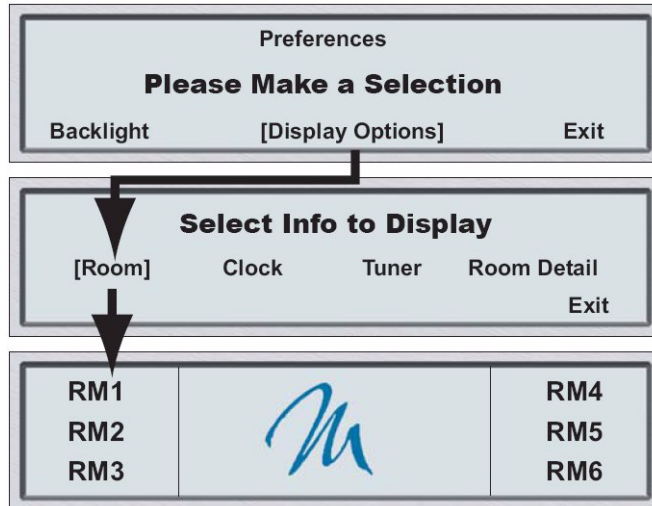 Preferences
Please Make a Selection
Backlight [Display Options] Exit
Select Info to Display
[Room] Clock Tuner Room Detail
Exit
RM1 RM4
RM2 RM5
RM3 RM6